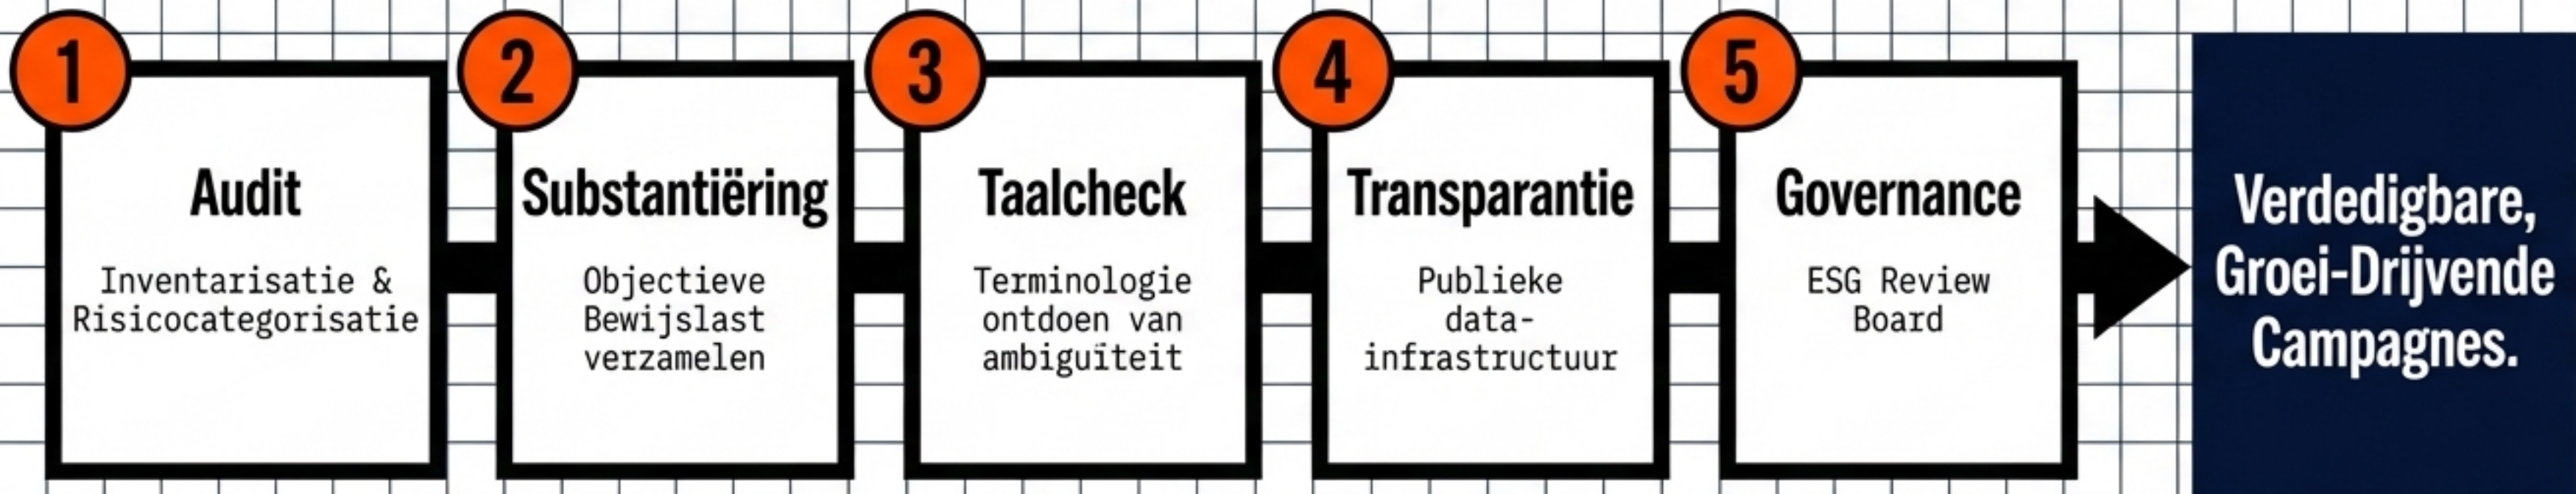 1
Audit
Inventarisatie &
Risicocategorisatie
2
Substantiëring
Objectieve
Bewijslast
verzamelen
3
Taalcheck
Terminologie
ontdoen van
ambiguïteit
4
Transparantie
Publieke
data-
infrastructuur
5
Governance
ESG Review
Board
Verdedigbare,
Groei-Drijvende
Campagnes.